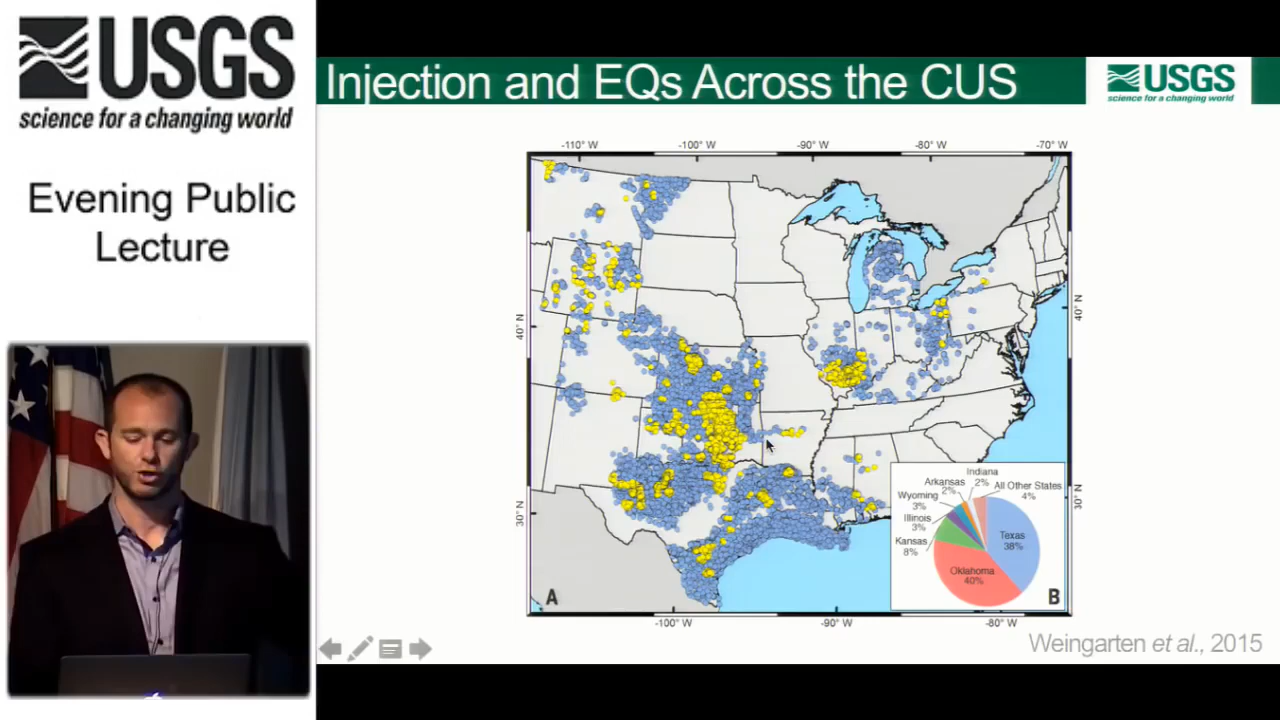 USGS
science for a changing world
Evening Public
Lecture
Injection and EQs Across the CUS
USGS
science for a changing world
-110° W
-100° W
-90° W
-80° W
-70° W
40° N
30° N
40° N
30° N
-100° W
-90° W
-80° W
A
B
Indiana
2%
Arkansas
2%
All Other States
4%
Wyoming
3%
Illinois
3%
Kansas
8%
Texas
38%
Oklahoma
40%
Weingarten et al., 2015